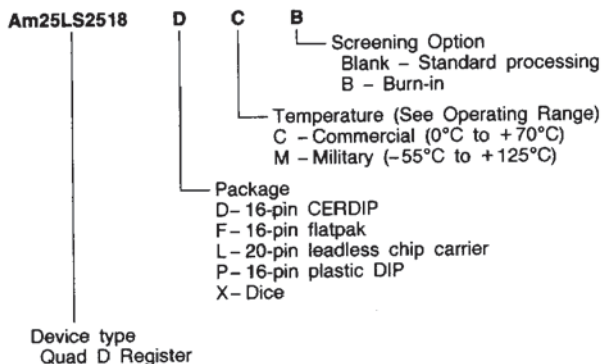 Am25LS2518 D C B
Screening Option
Blank – Standard processing
B – Burn-in
Temperature (See Operating Range)
C – Commercial (0°C to +70°C)
M – Military (–55°C to +125°C)
Package
D– 16-pin CERDIP
F – 16-pin flatpak
L – 20-pin leadless chip carrier
P – 16-pin plastic DIP
X – Dice
Device type
Quad D Register